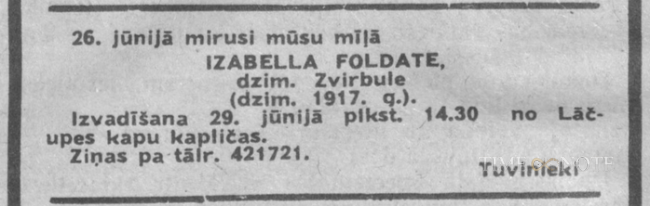 26. jūnijā mirusi mūsu mīļā
IZABELLA FOLDATE,
dzim. Zvirbule
(dzim. 1917. g.).
Izvadīšana 29. jūnijā plkst. 14.30 no Lāč-
upes kapu kapličas.
Ziņas pa tālr. 421721.
TIMENOTE
Tuvinieki